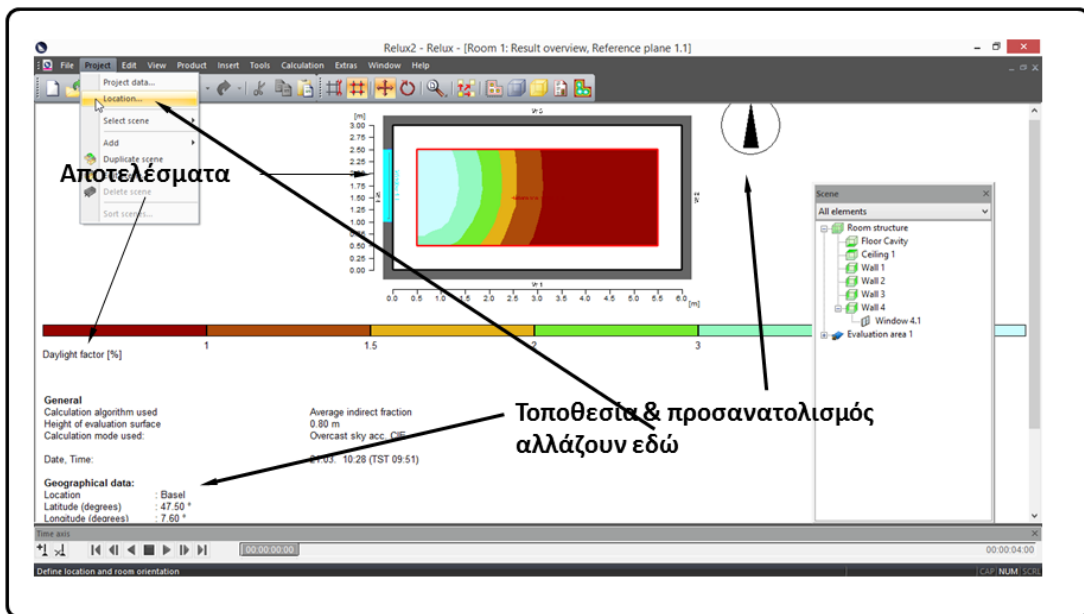 Relux2 - Relux - [Room 1: Result overview, Reference plane 1.1]
File Project Edit View Product Insert Tools Calculation Extras Window Help
Project data...
Location...
Select scene
Add
Duplicate scene
Delete scene
Sort scenes...
Αποτελέσματα
[m]
3.00
2.75
2.50
2.25
2.00
1.75
1.50
1.25
1.00
0.75
0.50
0.25
0.00
0.0 0.5 1.0 1.5 2.0 2.5 3.0 3.5 4.0 4.5 5.0 5.5 6.0 [m]
Scene
All elements
Room structure
Floor Cavity
Ceiling 1
Wall 1
Wall 2
Wall 3
Wall 4
Window 4.1
Evaluation area 1
1 1.5 2 3
Daylight factor [%]
Τοποθεσία & προσανατολισμός
αλλάζουν εδώ
General
Calculation algorithm used Average indirect fraction
Height of evaluation surface 0.80 m
Calculation mode used: Overcast sky acc. CIE
Date, Time: 21.03. 10:28 (TST 09:51)
Geographical data:
Location : Basel
Latitude (degrees) : 47.50 °
Longitude (degrees) : 7.60 °
Time axis
00:00:00:00 00:00:04:00
Define location and room orientation CAP NUM SCRL